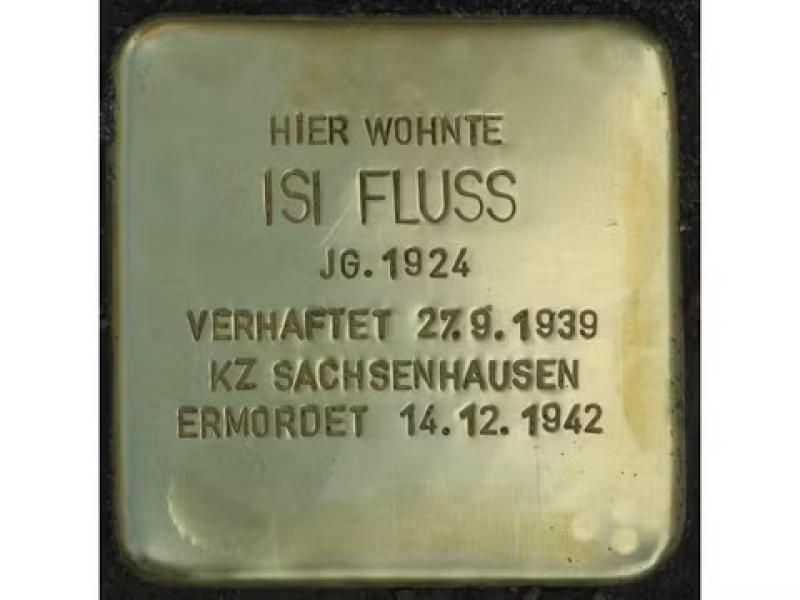 HIER WOHNTE
ISI FLUSS
JG. 1924
VERHAFTET 27.9.1939
KZ SACHSENHAUSEN
ERMORDET 14.12.1942